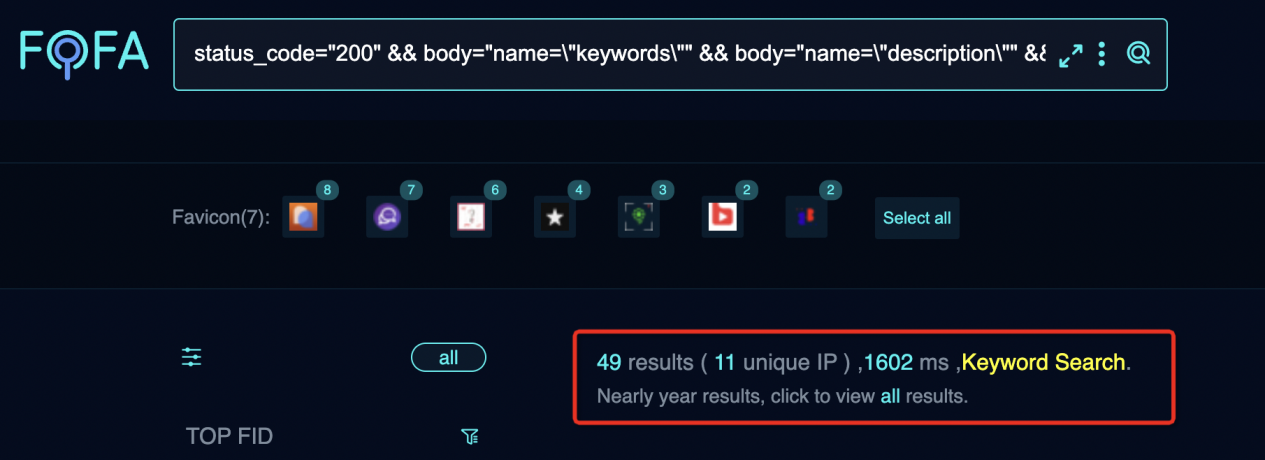 FOFA
status_code="200" && body="name=\"keywords\"" && body="name=\"description\"" &&
8 7 6 4 3 2 2
Favicon(7): Select all
all 49 results ( 11 unique IP ) ,1602 ms ,Keyword Search.
Nearly year results, click to view all results.
TOP FID